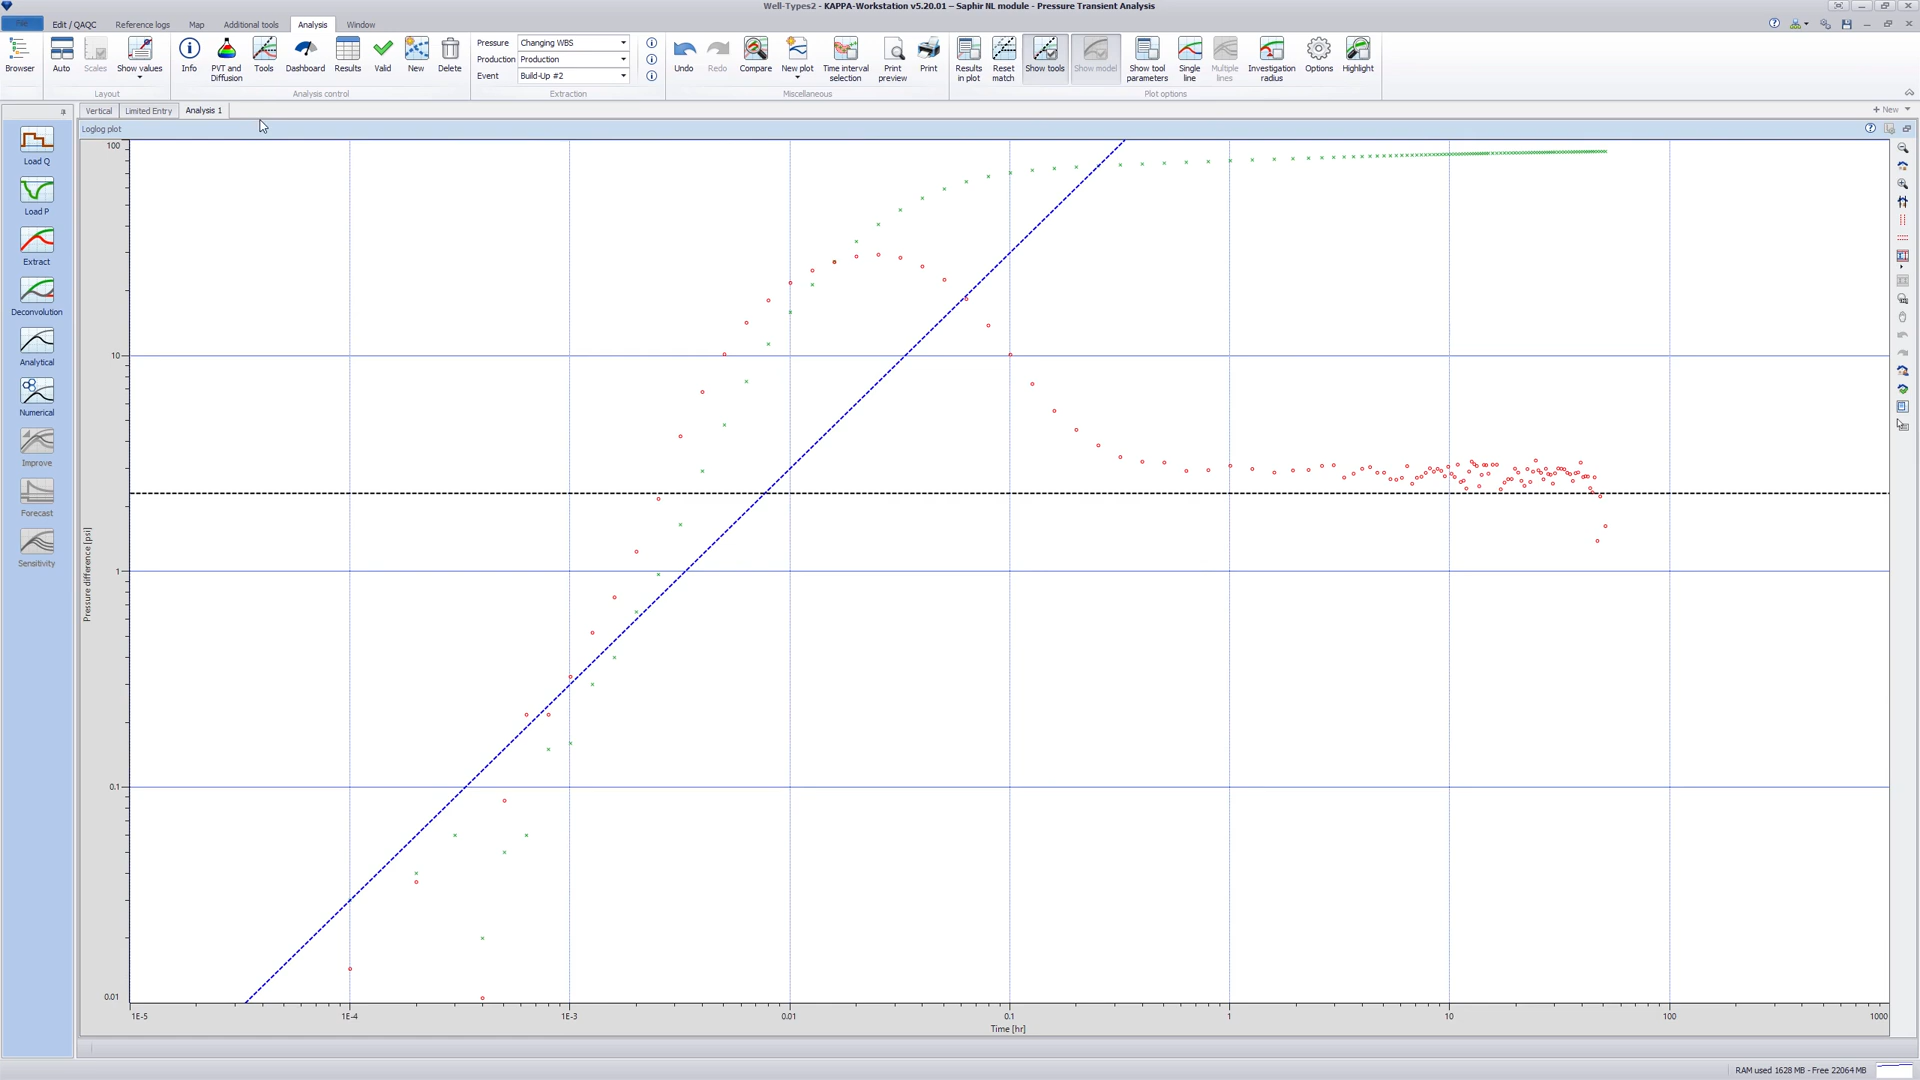 Well-Types2 - KAPPA-Workstation v5.20.01 – Saphir NL module - Pressure Transient Analysis
File
Edit / QAQC
Reference logs
Map
Additional tools
Analysis
Window
Browser
Auto
Scales
Show values
Layout
Info
PVT and
Diffusion
Tools
Dashboard
Results
Valid
New
Delete
Analysis control
Pressure
Changing WBS
Production
Production
Event
Build-Up #2
Extraction
Undo
Redo
Compare
New plot
Time interval
selection
Print
preview
Print
Miscellaneous
Results
in plot
Reset
match
Show tools
Show model
Show tool
parameters
Single
line
Multiple
lines
Investigation
radius
Options
Highlight
Plot options
Vertical
Limited Entry
Analysis 1
+ New
Loglog plot
Load Q
Load P
Extract
Deconvolution
Analytical
Numerical
Improve
Forecast
Sensitivity
100
10
1
0.1
0.01
Pressure difference [psi]
1E-5
1E-4
1E-3
0.01
0.1
1
10
100
1000
Time [hr]
RAM used 1628 MB - Free 22064 MB